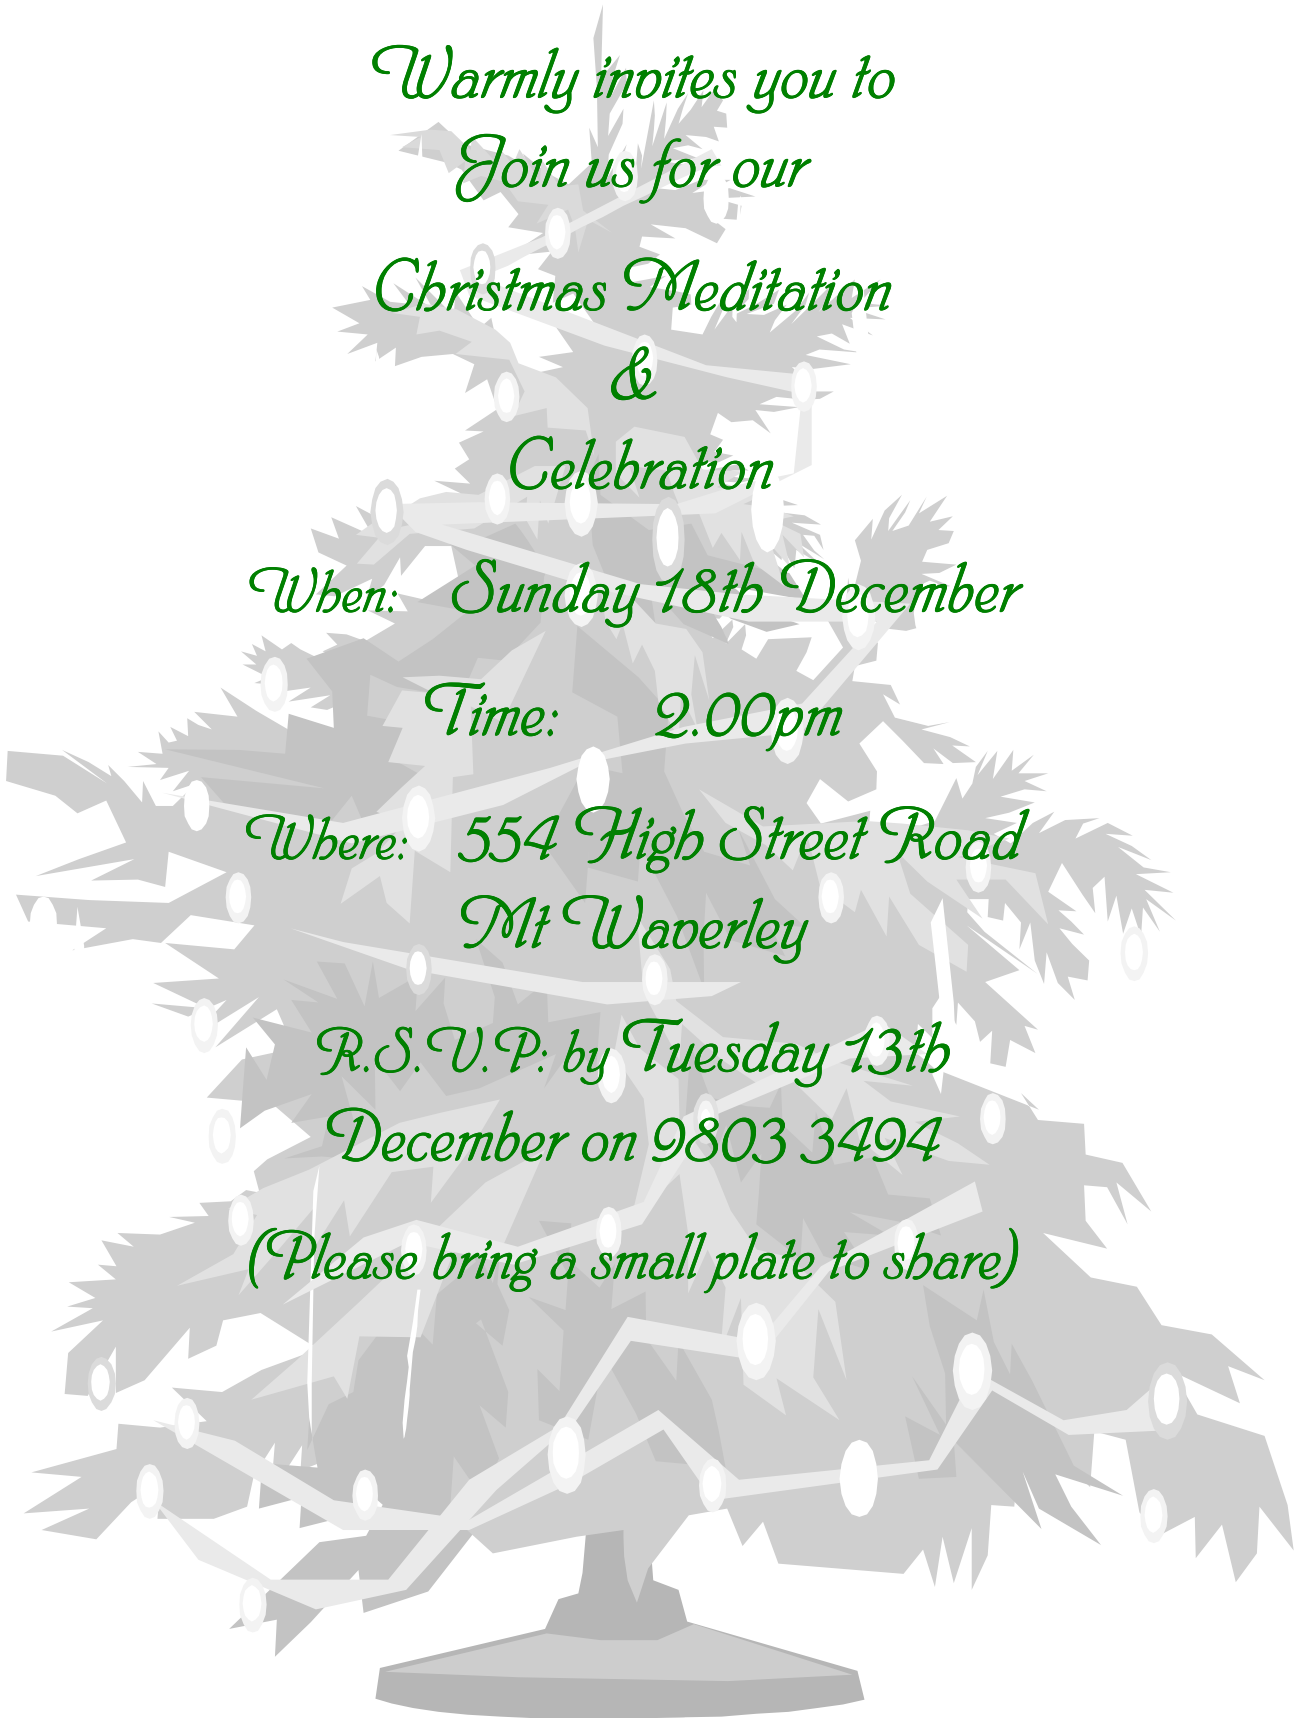 Warmly invites you to
Join us for our
Christmas Meditation
&
Celebration
When: Sunday 18th December
Time: 2.00pm
Where: 554 High Street Road
Mt Waverley
R.S.V.P: by Tuesday 13th
December on 9803 3494
(Please bring a small plate to share)